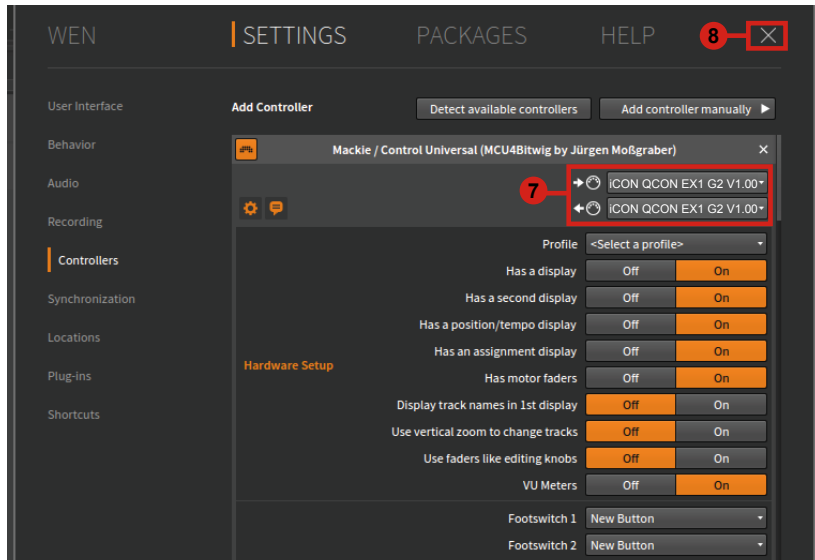 WEN SETTINGS PACKAGES HELP 8
User Interface
Behavior
Audio
Recording
Controllers
Synchronization
Locations
Plug-ins
Shortcuts
Add Controller Detect available controllers Add controller manually
Mackie / Control Universal (MCU4Bitwig by Jürgen Moßgraber)
7
iCON QCON EX1 G2 V1.00
iCON QCON EX1 G2 V1.00
Hardware Setup
Profile <Select a profile>
Has a display Off On
Has a second display Off On
Has a position/tempo display Off On
Has an assignment display Off On
Has motor faders Off On
Display track names in 1st display Off On
Use vertical zoom to change tracks Off On
Use faders like editing knobs Off On
VU Meters Off On
Footswitch 1 New Button
Footswitch 2 New Button